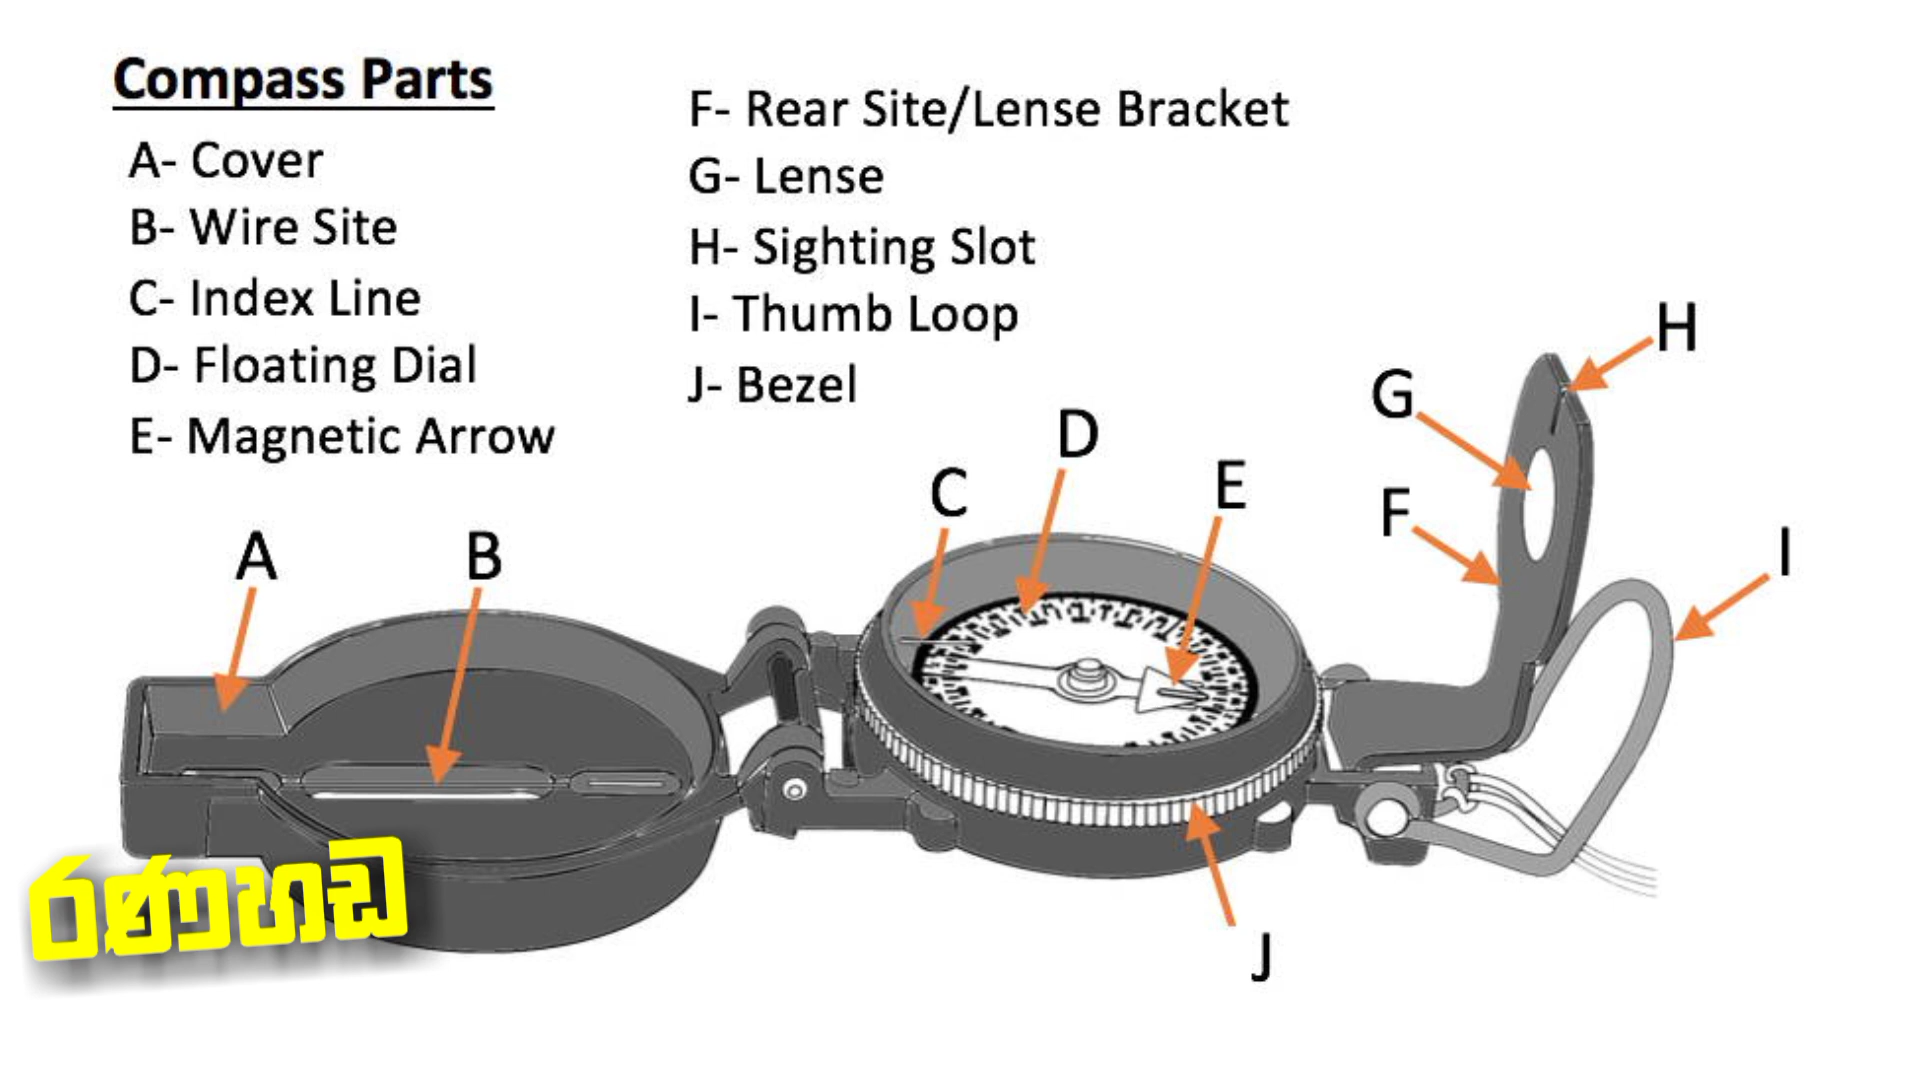 Compass Parts
A- Cover
B- Wire Site
C- Index Line
D- Floating Dial
E- Magnetic Arrow
F- Rear Site/Lense Bracket
G- Lense
H- Sighting Slot
I- Thumb Loop
J- Bezel
H
G
D
C
E
F
A
B
I
J
රණහඬ